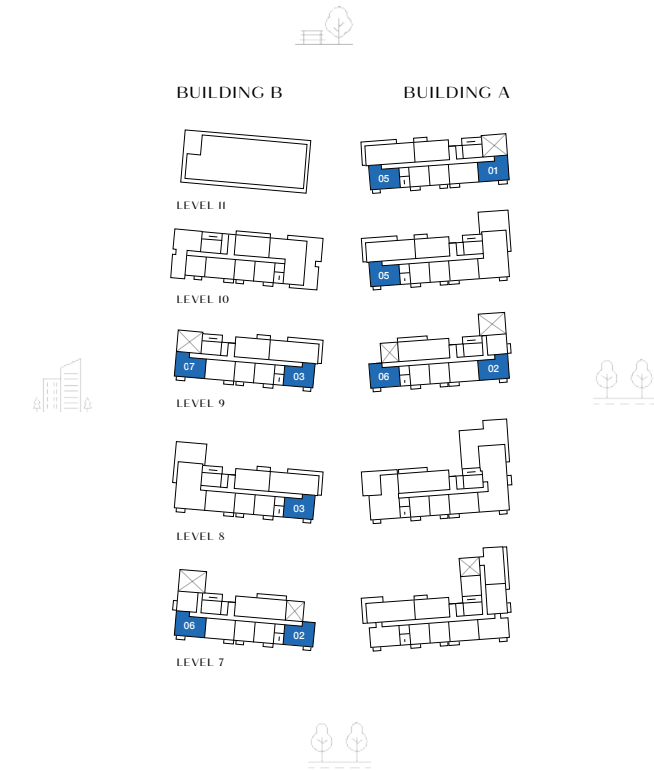 BUILDING B BUILDING A
05 01
LEVEL 11
05
LEVEL 10
07 03 06 02
LEVEL 9
03
LEVEL 8
06 02
LEVEL 7